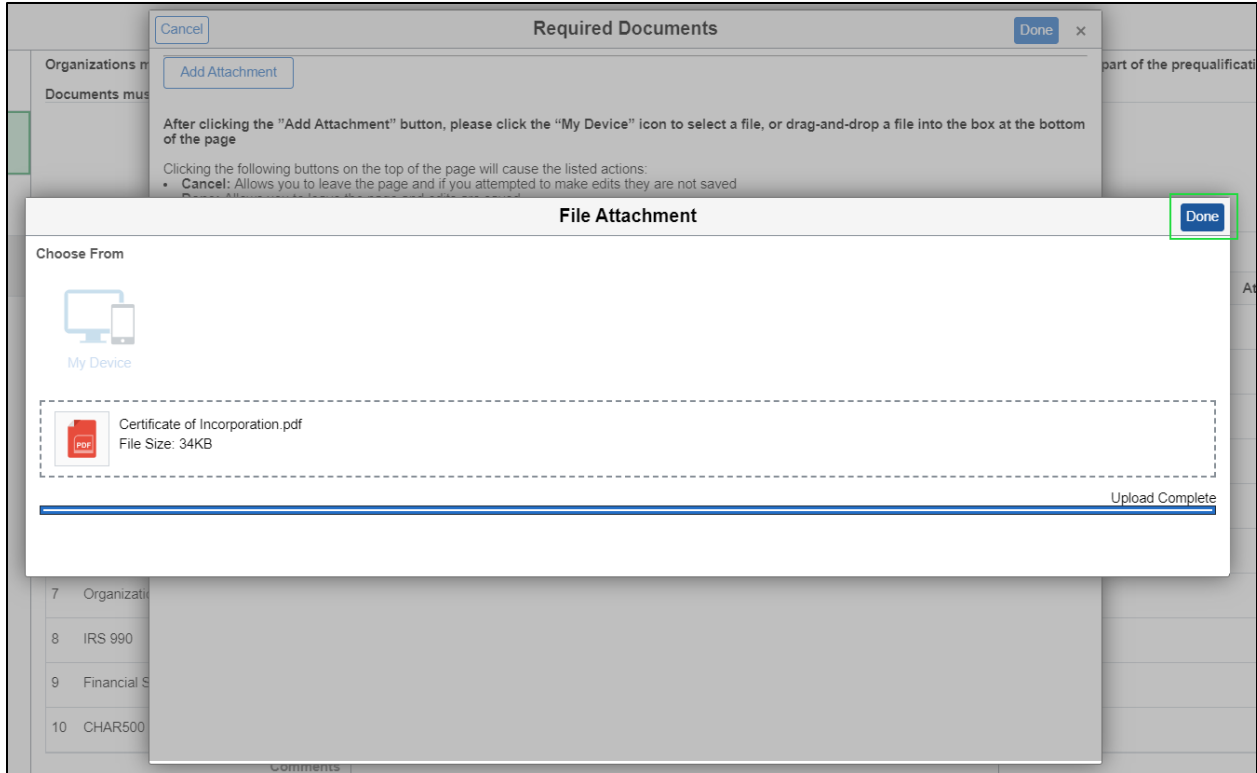 Cancel
Required Documents
Done
×
Organizations m
part of the prequalificati
Add Attachment
Documents mus
After clicking the "Add Attachment" button, please click the “My Device” icon to select a file, or drag-and-drop a file into the box at the bottom
of the page
Clicking the following buttons on the top of the page will cause the listed actions:
• Cancel: Allows you to leave the page and if you attempted to make edits they are not saved
File Attachment
Done
Choose From
At
My Device
Certificate of Incorporation.pdf
PDF
File Size: 34KB
Upload Complete
7 Organizatio
8 IRS 990
9 Financial S
10 CHAR500
Comments